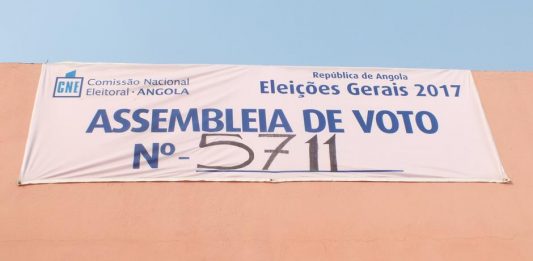 CNE
Comissão Nacional
Eleitoral · ANGOLA
República de Angola
Eleições Gerais 2017
ASSEMBLEIA DE VOTO
Nº- 5711